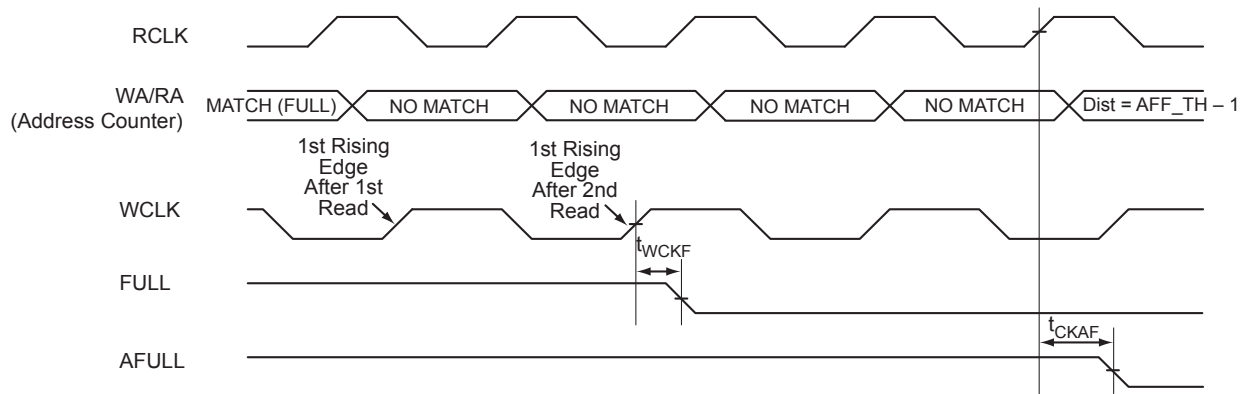 RCLK
WA/RA
(Address Counter)
MATCH (FULL)
NO MATCH
NO MATCH
NO MATCH
NO MATCH
Dist = AFF_TH – 1
1st Rising
Edge
After 1st
Read
1st Rising
Edge
After 2nd
Read
WCLK
tWCKF
FULL
tCKAF
AFULL